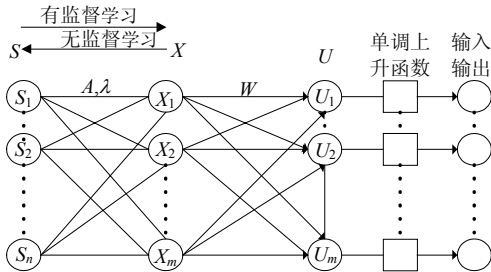 有监督学习
无监督学习
S X U 单调上升函数 输入输出
A,λ W
S1 X1 U1
S2 X2 U2
Sn Xm Um